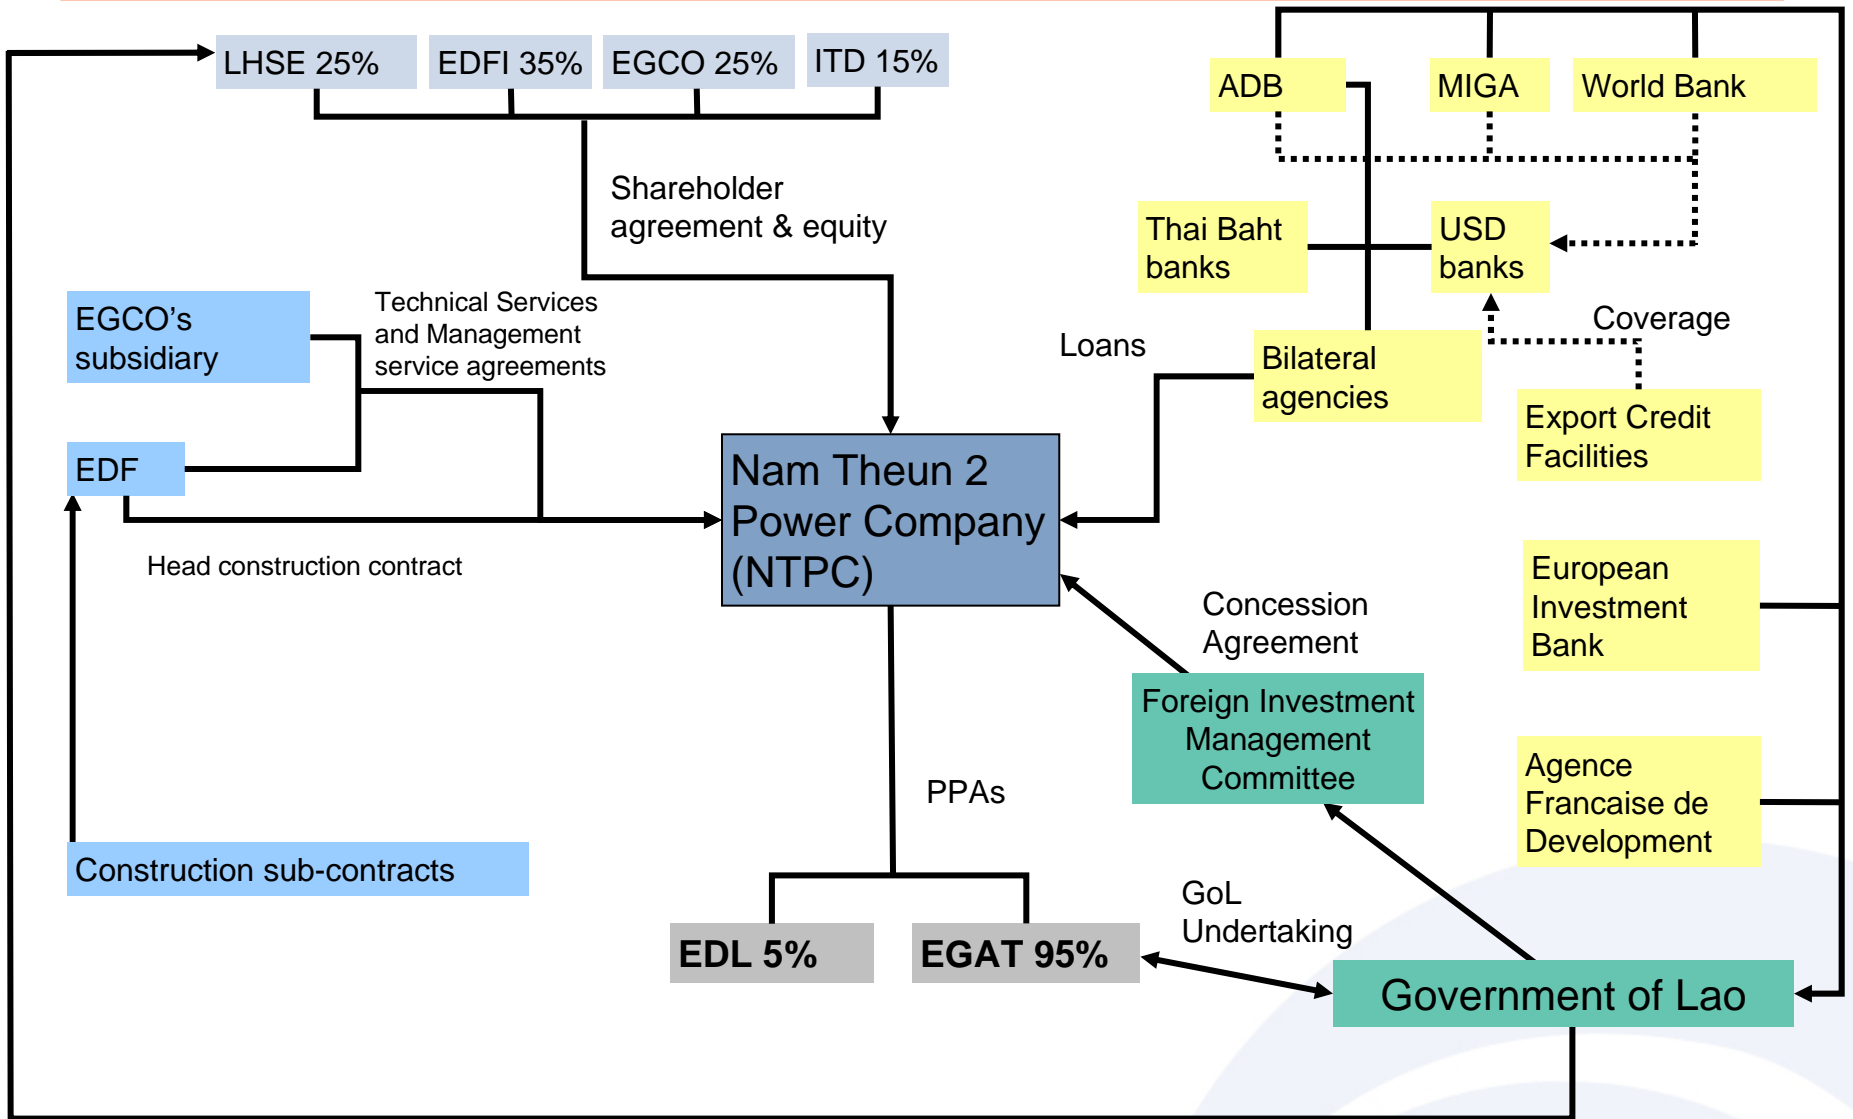 LHSE 25%
EDFI 35%
EGCO 25%
ITD 15%
ADB
MIGA
World Bank
Shareholder
agreement & equity
Thai Baht
banks
USD
banks
EGCO’s
subsidiary
Technical Services
and Management
service agreements
Loans
Coverage
Bilateral
agencies
Export Credit
Facilities
EDF
Nam Theun 2
Power Company
(NTPC)
Head construction contract
European
Investment
Bank
Concession
Agreement
Foreign Investment
Management
Committee
Agence
Francaise de
Development
PPAs
Construction sub-contracts
GoL
Undertaking
EDL 5%
EGAT 95%
Government of Lao